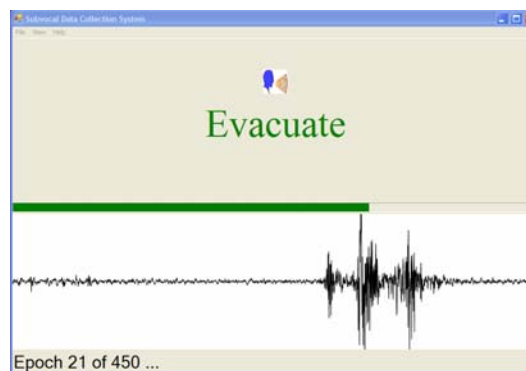 Subvocal Data Collection System
File View Help
Evacuate
Epoch 21 of 450 ...